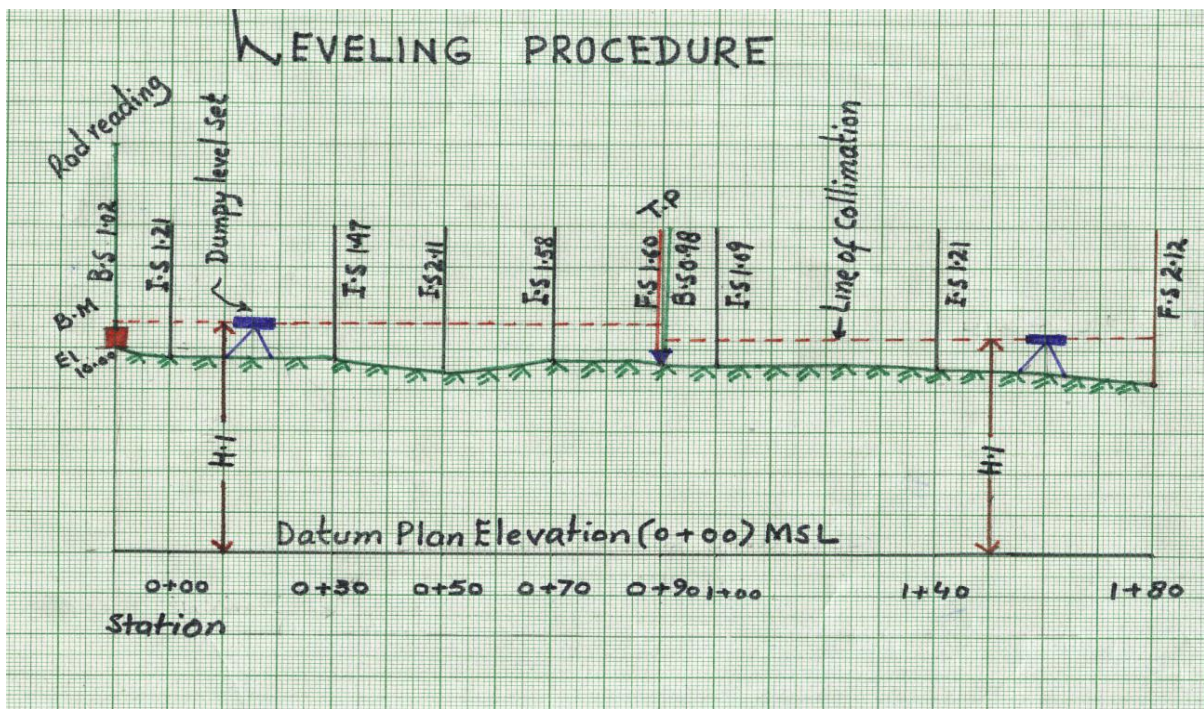 LEVELING PROCEDURE
Rod reading
Dumpy level set
B.S 1.02
I.S 1.21
I.S 1.47
I.S 2.11
I.S 1.58
T.P
F.S 1.60
B.S 0.98
I.S 1.09
Line of Collimation
I.S 1.21
F.S 2.12
B.M
El 10.00
H.I
H.I
Datum Plan Elevation (0+00) MSL
0+00 0+30 0+50 0+70 0+90 1+00 1+40 1+80
Station